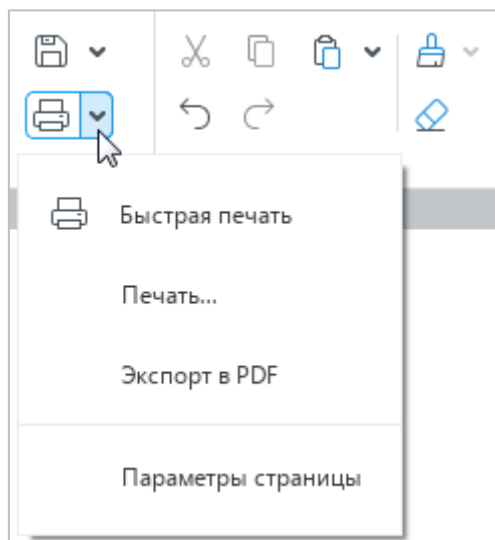 Быстрая печать
Печать...
Экспорт в PDF
Параметры страницы